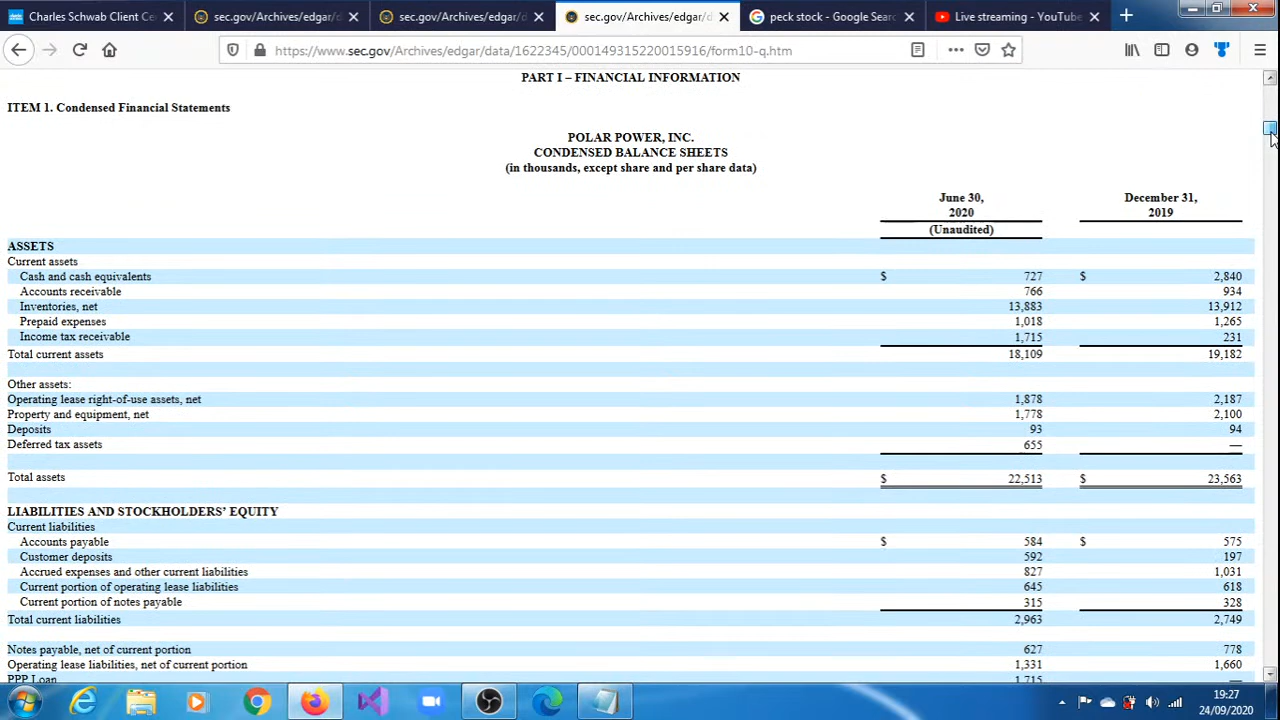 Charles Schwab Client Ce
sec.gov/Archives/edgar/d
sec.gov/Archives/edgar/d
sec.gov/Archives/edgar/d
peck stock - Google Searc
Live streaming - YouTube
https://www.sec.gov/Archives/edgar/data/1622345/000149315220015916/form10-q.htm
PART I – FINANCIAL INFORMATION
ITEM 1. Condensed Financial Statements
POLAR POWER, INC.
CONDENSED BALANCE SHEETS
(in thousands, except share and per share data)
June 30, 2020 December 31, 2019
(Unaudited)
ASSETS
Current assets
Cash and cash equivalents $ 727 $ 2,840
Accounts receivable 766 934
Inventories, net 13,883 13,912
Prepaid expenses 1,018 1,265
Income tax receivable 1,715 231
Total current assets 18,109 19,182
Other assets:
Operating lease right-of-use assets, net 1,878 2,187
Property and equipment, net 1,778 2,100
Deposits 93 94
Deferred tax assets 655 —
Total assets $ 22,513 $ 23,563
LIABILITIES AND STOCKHOLDERS’ EQUITY
Current liabilities
Accounts payable $ 584 $ 575
Customer deposits 592 197
Accrued expenses and other current liabilities 827 1,031
Current portion of operating lease liabilities 645 618
Current portion of notes payable 315 328
Total current liabilities 2,963 2,749
Notes payable, net of current portion 627 778
Operating lease liabilities, net of current portion 1,331 1,660
PPP Loan 1,715 —
19:27
24/09/2020